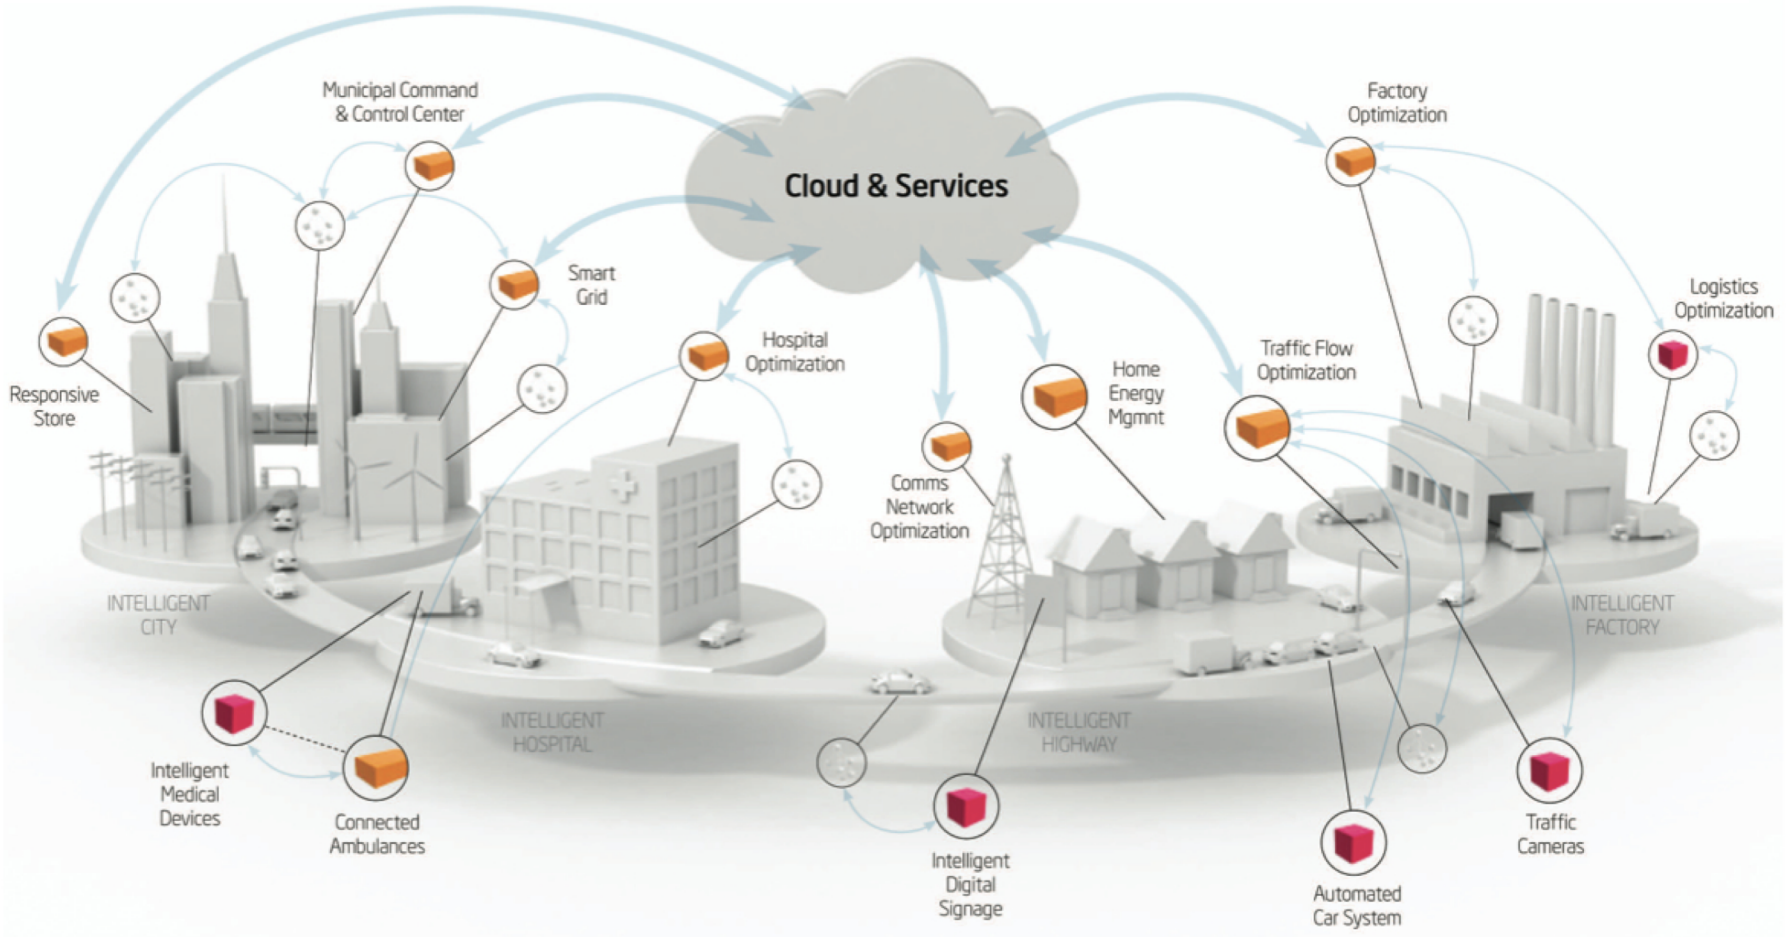 Municipal Command
& Control Center
Factory
Optimization
Cloud & Services
Smart
Grid
Logistics
Optimization
Hospital
Optimization
Traffic Flow
Optimization
Home
Energy
Mgmnt
Responsive
Store
Comms
Network
Optimization
INTELLIGENT
CITY
INTELLIGENT
FACTORY
INTELLIGENT
HOSPITAL
INTELLIGENT
HIGHWAY
Intelligent
Medical
Devices
Connected
Ambulances
Intelligent
Digital
Signage
Automated
Car System
Traffic
Cameras